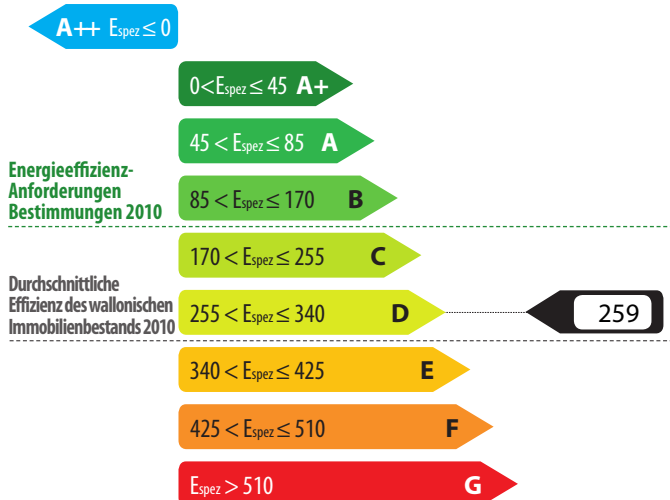 A++ Espez ≤ 0
0<Espez ≤ 45 A+
45 < Espez ≤ 85 A
Energieeffizienz-
Anforderungen
Bestimmungen 2010
85 < Espez ≤ 170 B
170 < Espez ≤ 255 C
Durchschnittliche
Effizienz des wallonischen
Immobilienbestands 2010
255 < Espez ≤ 340 D
259
340 < Espez ≤ 425 E
425 < Espez ≤ 510 F
Espez > 510 G